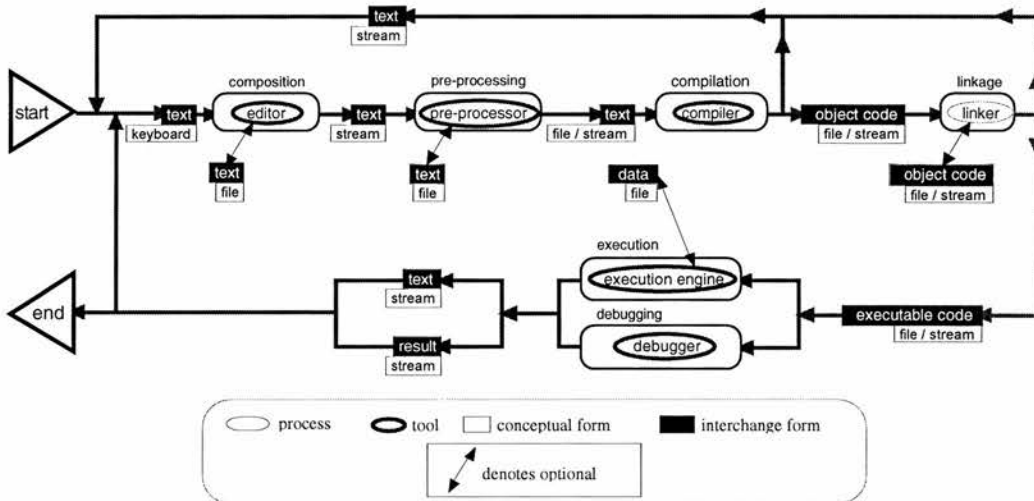 text
stream
composition
pre-processing
compilation
linkage
start
text
keyboard
editor
text
stream
pre-processor
text
file / stream
compiler
object code
file / stream
linker
text
file
text
file
data
file
object code
file / stream
execution
execution engine
text
stream
end
debugging
debugger
executable code
file / stream
result
stream
process
tool
conceptual form
interchange form
denotes optional